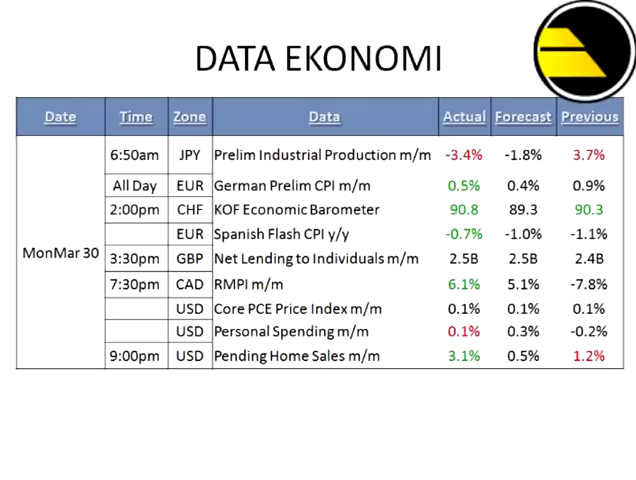 DATA EKONOMI
Date Time Zone Data Actual Forecast Previous
MonMar 30
6:50am JPY Prelim Industrial Production m/m -3.4% -1.8% 3.7%
All Day EUR German Prelim CPI m/m 0.5% 0.4% 0.9%
2:00pm CHF KOF Economic Barometer 90.8 89.3 90.3
EUR Spanish Flash CPI y/y -0.7% -1.0% -1.1%
3:30pm GBP Net Lending to Individuals m/m 2.5B 2.5B 2.4B
7:30pm CAD RMPI m/m 6.1% 5.1% -7.8%
USD Core PCE Price Index m/m 0.1% 0.1% 0.1%
USD Personal Spending m/m 0.1% 0.3% -0.2%
9:00pm USD Pending Home Sales m/m 3.1% 0.5% 1.2%